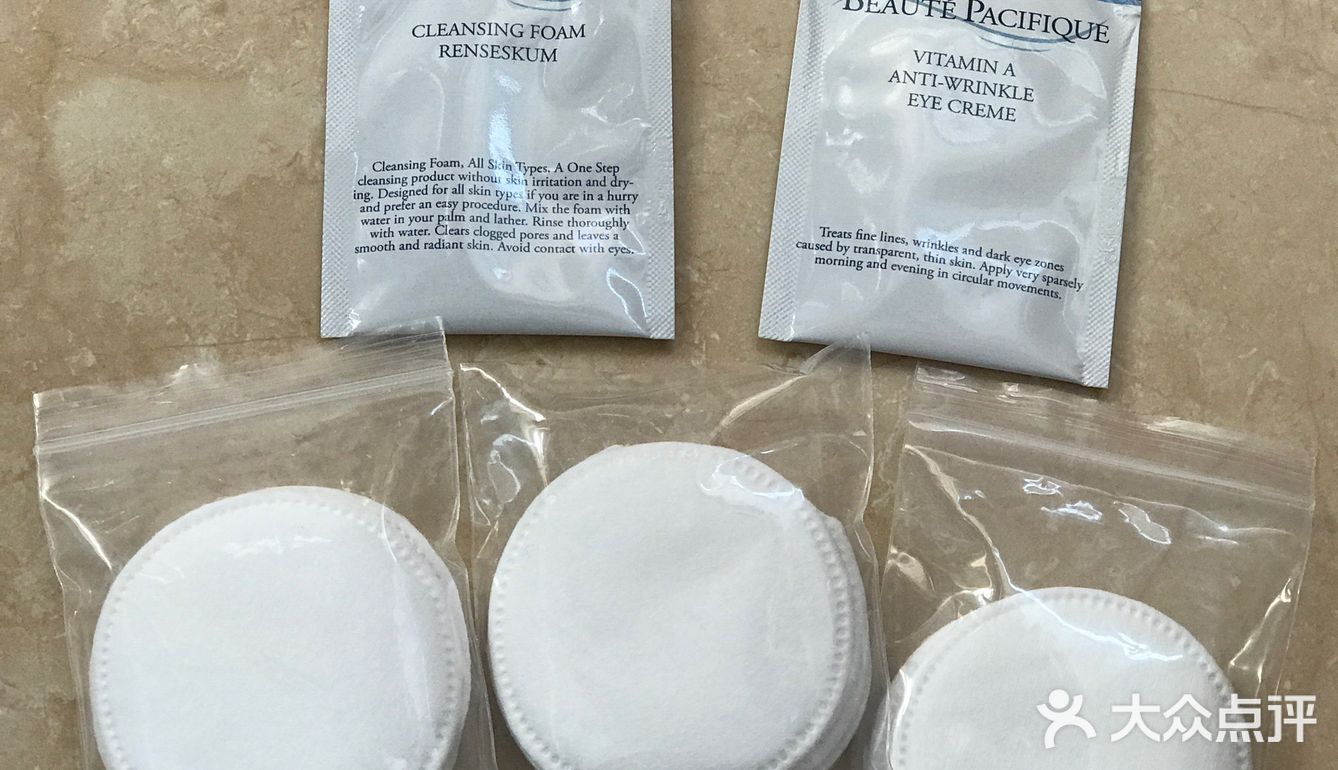 CLEANSING FOAM
RENSESKUM
Cleansing Foam, All Skin Types. A One Step
cleansing product without skin irritation and dry-
ing. Designed for all skin types if you are in a hurry
and prefer an easy procedure. Mix the foam with
water in your palm and lather. Rinse thoroughly
with water. Clears clogged pores and leaves a
smooth and radiant skin. Avoid contact with eyes.
BEAUTÉ PACIFIQUE
VITAMIN A
ANTI-WRINKLE
EYE CREME
Treats fine lines, wrinkles and dark eye zones
caused by transparent, thin skin. Apply very sparsely
morning and evening in circular movements.
大众点评